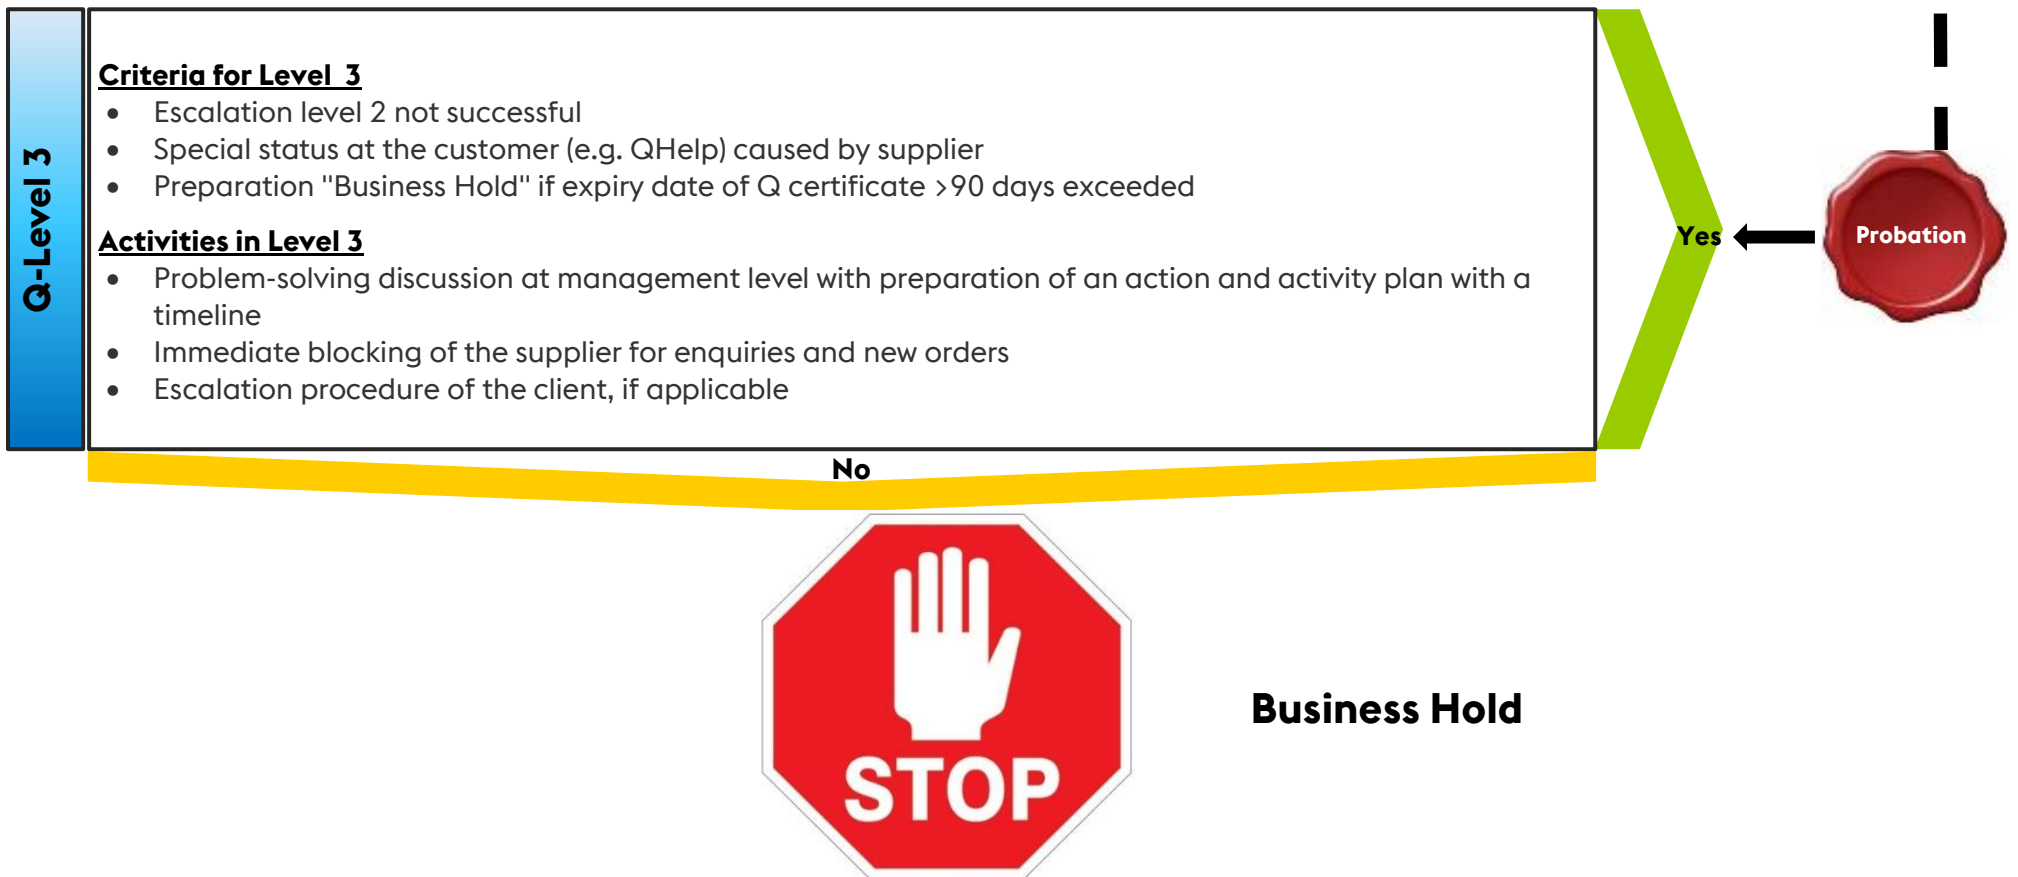 Q-Level 3
Criteria for Level 3
• Escalation level 2 not successful
• Special status at the customer (e.g. QHelp) caused by supplier
• Preparation "Business Hold" if expiry date of Q certificate >90 days exceeded
Activities in Level 3
• Problem-solving discussion at management level with preparation of an action and activity plan with a
timeline
• Immediate blocking of the supplier for enquiries and new orders
• Escalation procedure of the client, if applicable
Yes
Probation
No
STOP
Business Hold